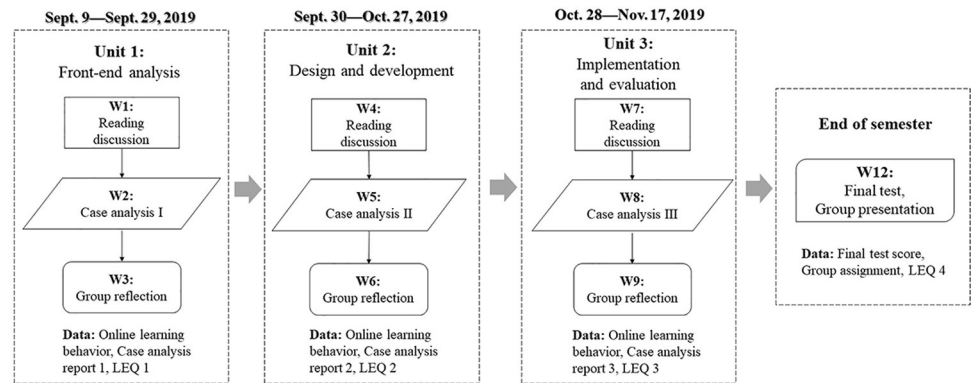 Sept. 9—Sept. 29, 2019
Unit 1:
Front-end analysis
W1:
Reading
discussion
W2:
Case analysis I
W3:
Group reflection
Data: Online learning
behavior, Case analysis
report 1, LEQ 1
Sept. 30—Oct. 27, 2019
Unit 2:
Design and development
W4:
Reading
discussion
W5:
Case analysis II
W6:
Group reflection
Data: Online learning
behavior, Case analysis
report 2, LEQ 2
Oct. 28—Nov. 17, 2019
Unit 3:
Implementation
and evaluation
W7:
Reading
discussion
W8:
Case analysis III
W9:
Group reflection
Data: Online learning
behavior, Case analysis
report 3, LEQ 3
End of semester
W12:
Final test,
Group presentation
Data: Final test score,
Group assignment, LEQ 4